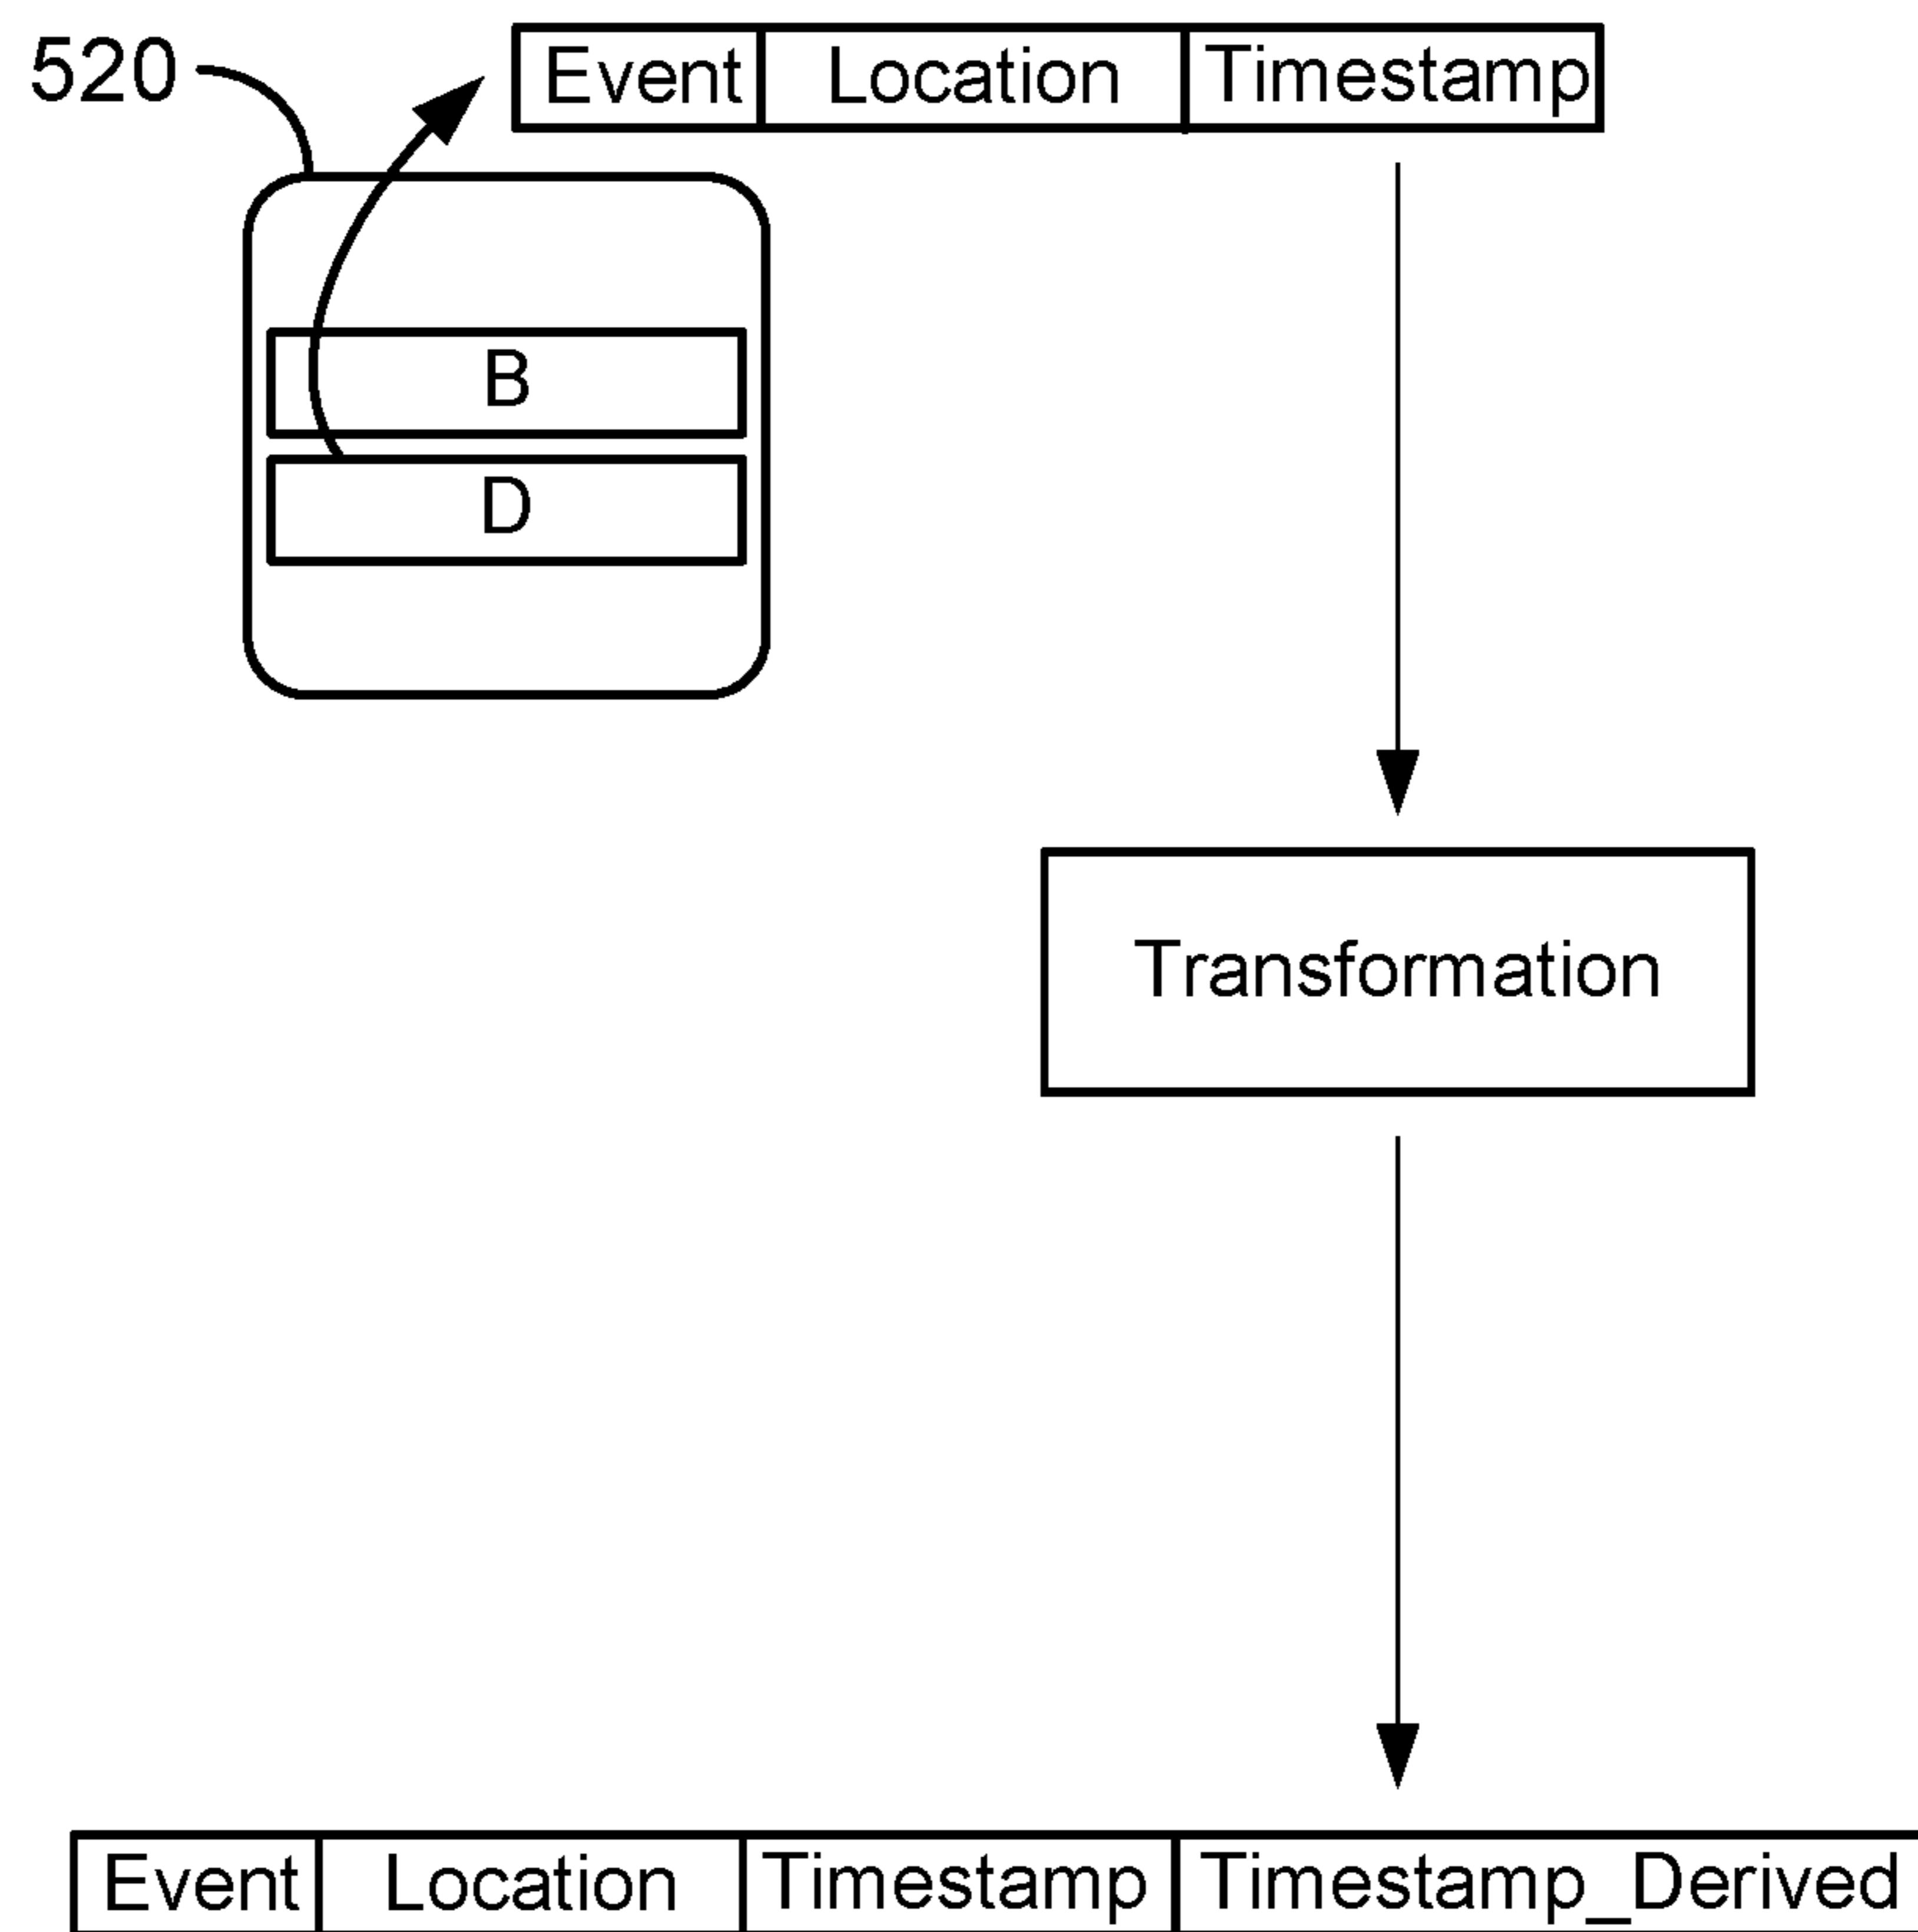 520
Event Location Timestamp
B
D
Transformation
Event Location Timestamp Timestamp_Derived